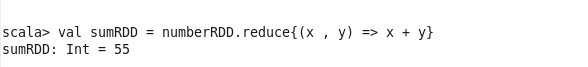 scala> val sumRDD = numberRDD.reduce{(x , y) => x + y}
sumRDD: Int = 55